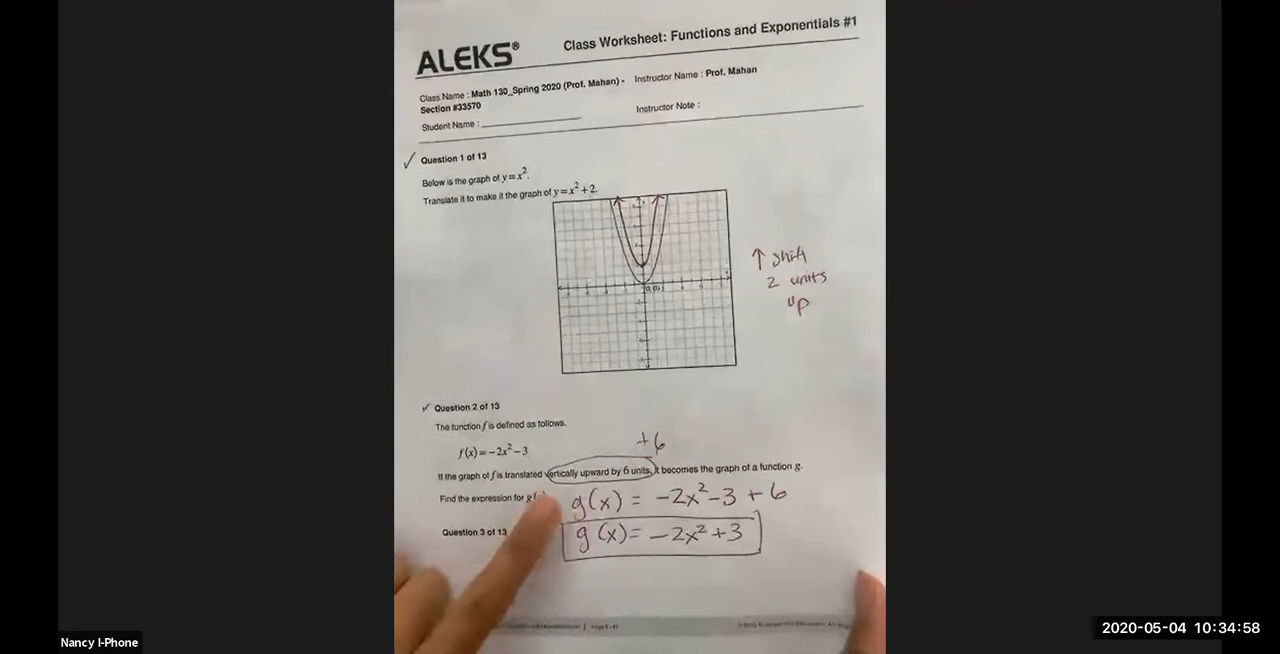 ALEKS®
Class Worksheet: Functions and Exponentials #1
Class Name : Math 130_Spring 2020 (Prof. Mahan) -
Section #33570
Instructor Name : Prof. Mahan
Student Name :
Instructor Note :
✓ Question 1 of 13
Below is the graph of y=x².
Translate it to make it the graph of y=x²+2.
↑ shift
2 units
up
✓ Question 2 of 13
The function f is defined as follows.
+6
f(x)=-2x²-3
If the graph of f is translated vertically upward by 6 units, it becomes the graph of a function g.
Find the expression for g(
g(x) = -2x²-3+6
Question 3 of 13
g(x)= -2x²+3
Nancy I-Phone
2020-05-04 10:34:58